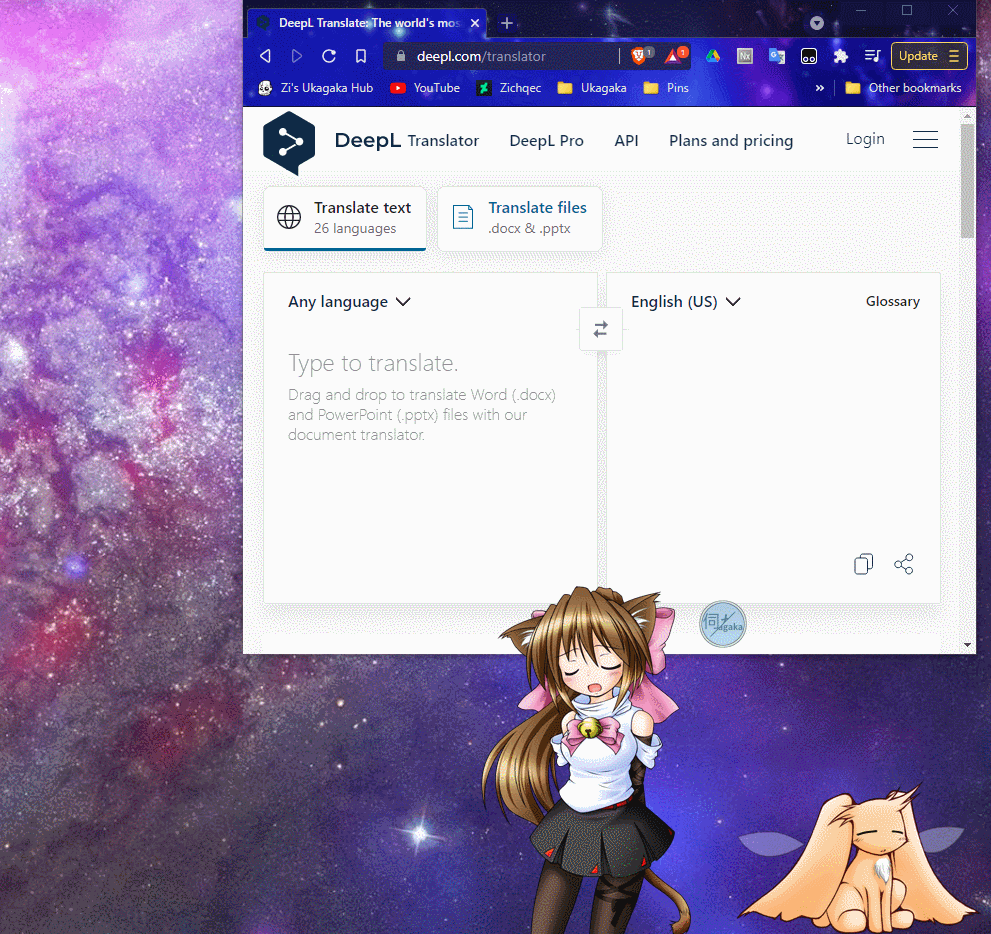 DeepL Translate: The world's mos
deepl.com/translator
1
1
Update
Zi's Ukagaka Hub
YouTube
Zichqec
Ukagaka
Pins
»
Other bookmarks
DeepL Translator
DeepL Pro
API
Plans and pricing
Login
Translate text
26 languages
Translate files
.docx & .pptx
Any language
English (US)
Glossary
Type to translate.
Drag and drop to translate Word (.docx)
and PowerPoint (.pptx) files with our
document translator.